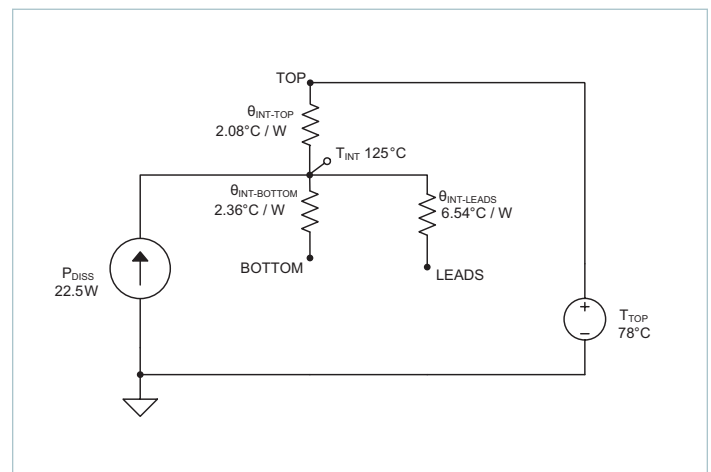 TOP
θINT-TOP
2.08°C / W
TINT 125°C
θINT-BOTTOM
2.36°C / W
θINT-LEADS
6.54°C / W
BOTTOM
LEADS
PDISS
22.5W
+
–
TTOP
78°C